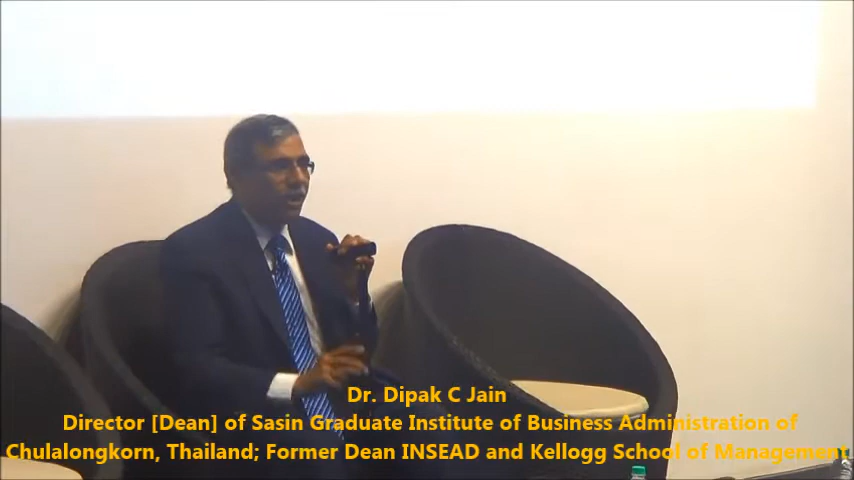 Dr. Dipak C Jain
Director [Dean] of Sasin Graduate Institute of Business Administration of
Chulalongkorn, Thailand; Former Dean INSEAD and Kellogg School of Management